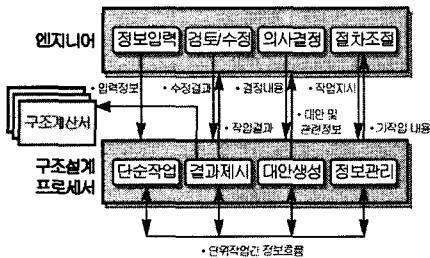 엔지니어
정보입력 검토/수정 의사결정 절차조절
• 입력정보 • 수정결과 • 결정내용 • 작업지시
• 작업결과 • 대안 및 관련정보 • 기작업 내용
구조계산서
구조설계 프로세서
단순작업 결과제시 대안생성 정보관리
• 단위작업간 정보흐름